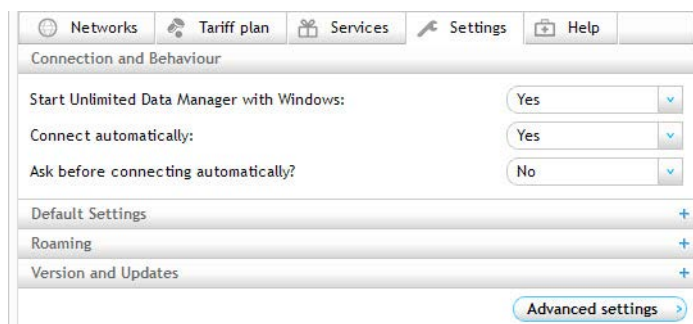 Networks Tariff plan Services Settings Help
Connection and Behaviour
Start Unlimited Data Manager with Windows: Yes
Connect automatically: Yes
Ask before connecting automatically? No
Default Settings +
Roaming +
Version and Updates +
Advanced settings >